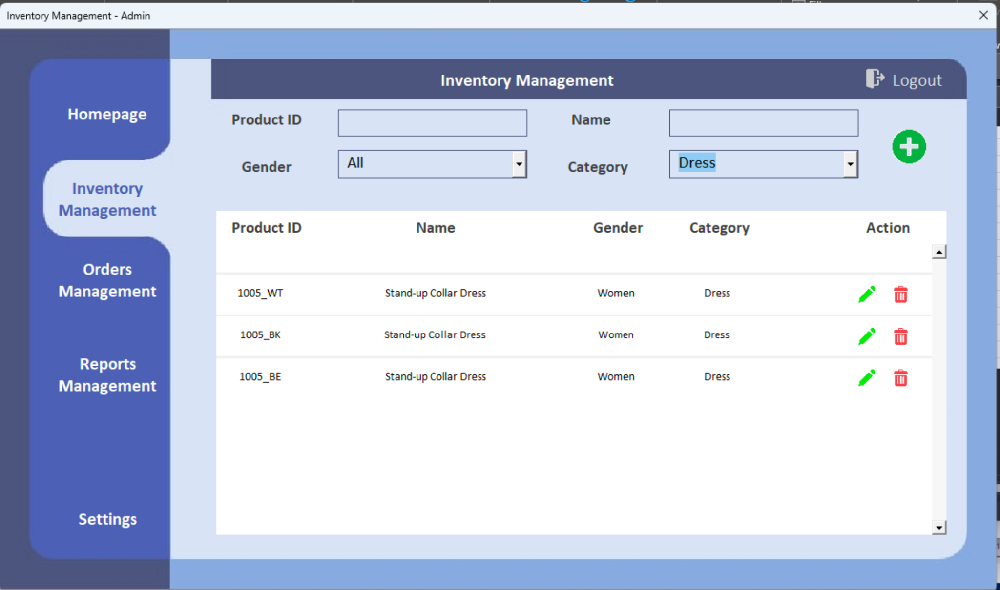 Inventory Management - Admin
Inventory Management
Logout
Homepage
Inventory
Management
Orders
Management
Reports
Management
Settings
Product ID
Name
Gender
All
Category
Dress
Product ID Name Gender Category Action
1005_WT Stand-up Collar Dress Women Dress
1005_BK Stand-up Collar Dress Women Dress
1005_BE Stand-up Collar Dress Women Dress